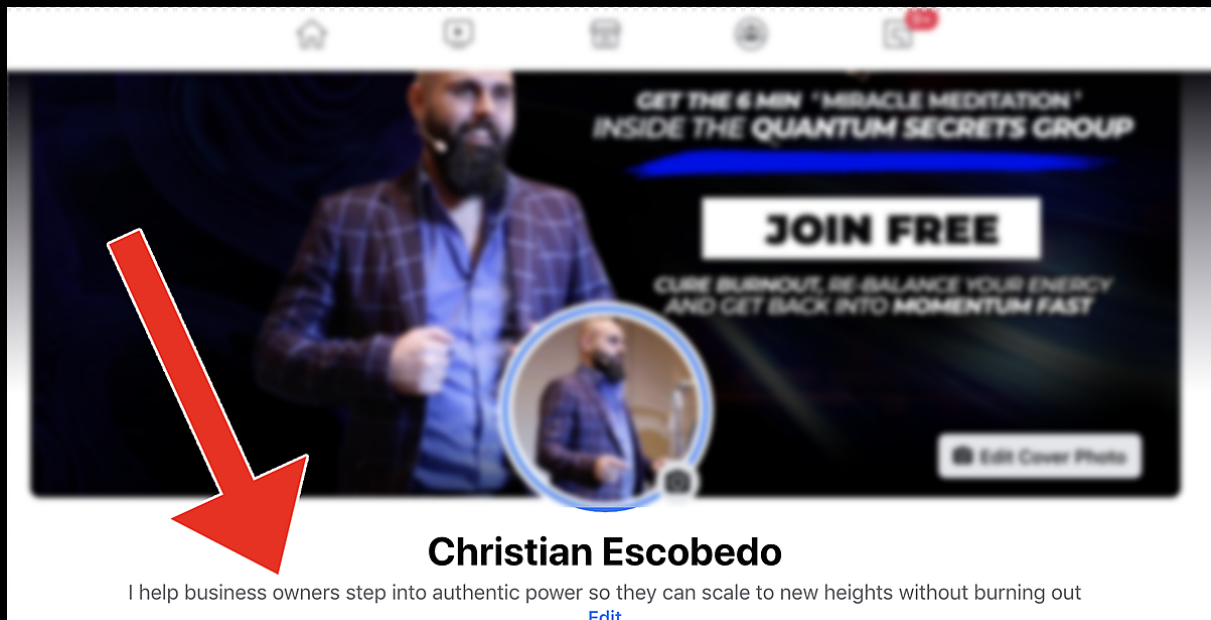 9+
GET THE 6 MIN 'MIRACLE MEDITATION'
INSIDE THE QUANTUM SECRETS GROUP
JOIN FREE
CURE BURNOUT, RE-BALANCE YOUR ENERGY
AND GET BACK INTO MOMENTUM FAST
Edit Cover Photo
Christian Escobedo
I help business owners step into authentic power so they can scale to new heights without burning out
Edit